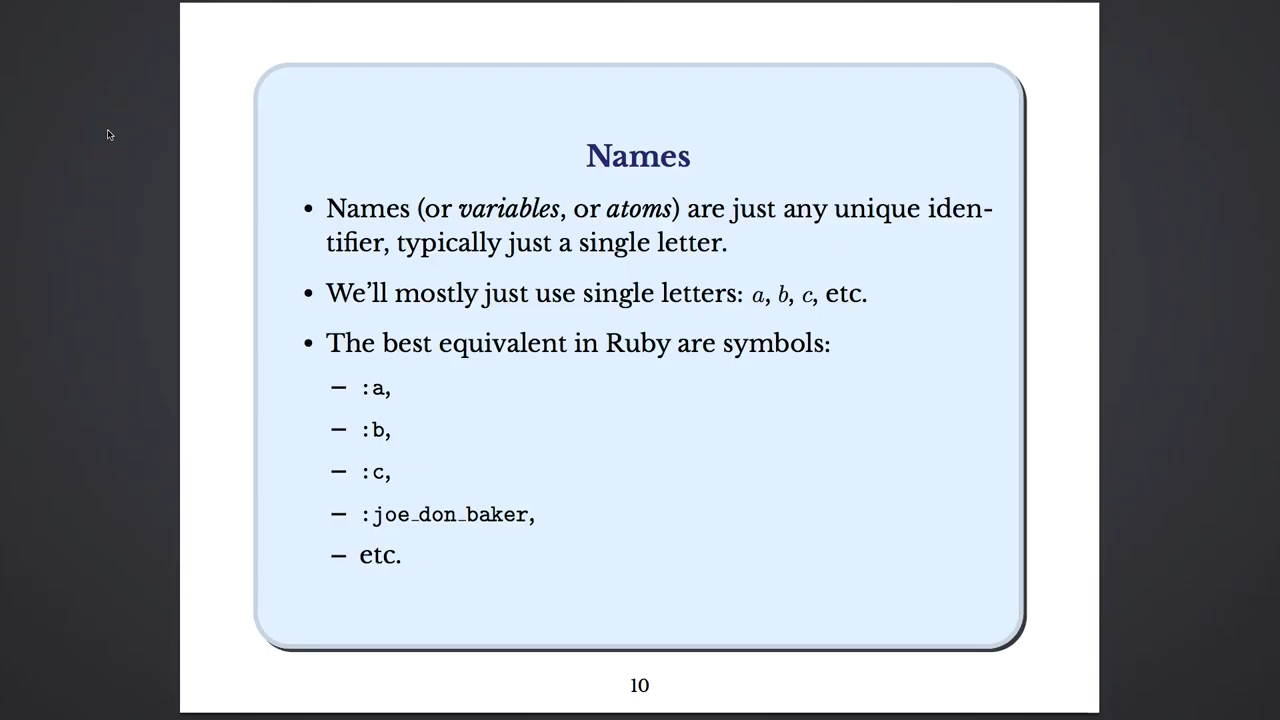 Names
• Names (or variables, or atoms) are just any unique iden-
tifier, typically just a single letter.
• We’ll mostly just use single letters: a, b, c, etc.
• The best equivalent in Ruby are symbols:
– :a,
– :b,
– :c,
– :joe_don_baker,
– etc.
10